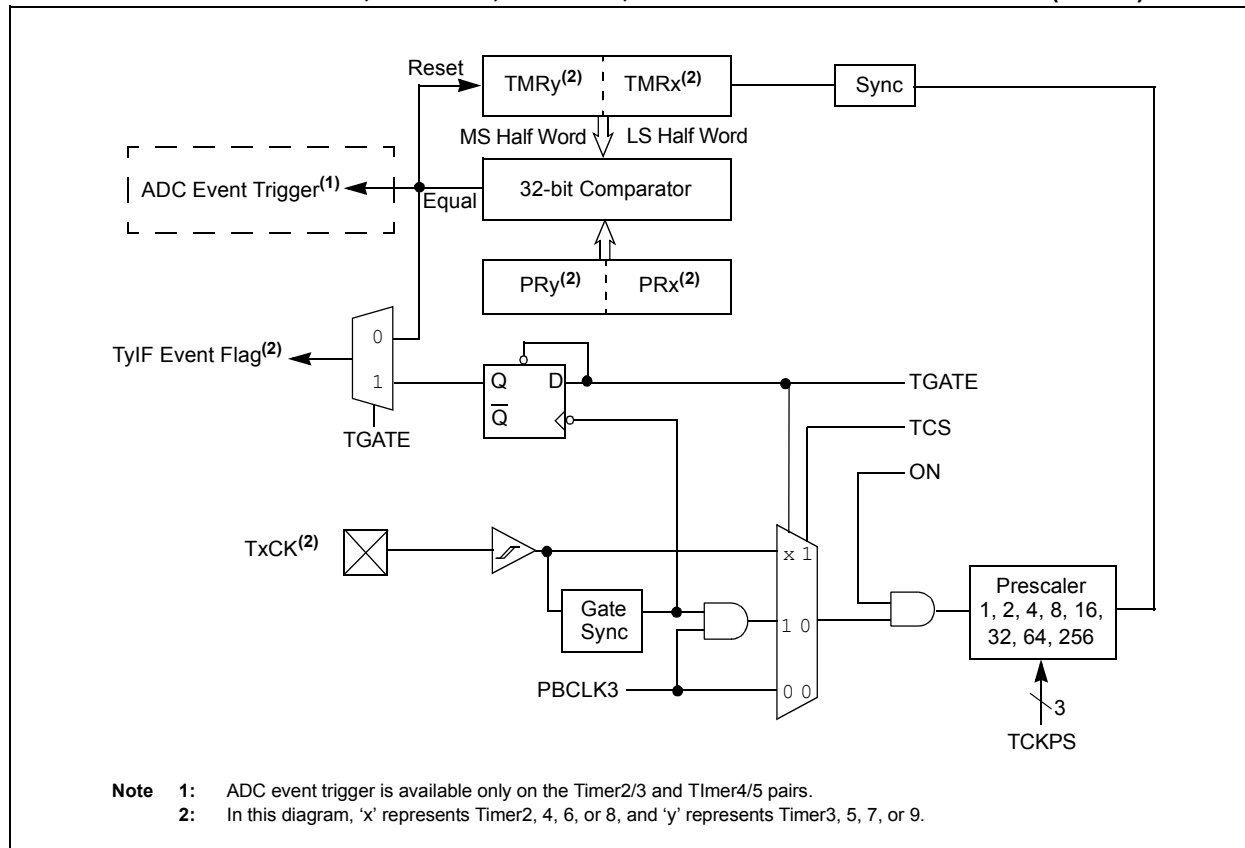 Reset
TMRy(2)
TMRx(2)
Sync
MS Half Word
LS Half Word
ADC Event Trigger(1)
Equal
32-bit Comparator
PRy(2)
PRx(2)
0
TyIF Event Flag(2)
1
Q
D
Q
TGATE
TGATE
TCS
ON
TxCK(2)
x 1
Gate
Sync
1 0
Prescaler
1, 2, 4, 8, 16,
32, 64, 256
PBCLK3
0 0
3
TCKPS
Note 1: ADC event trigger is available only on the Timer2/3 and TImer4/5 pairs.
2: In this diagram, ‘x’ represents Timer2, 4, 6, or 8, and ‘y’ represents Timer3, 5, 7, or 9.